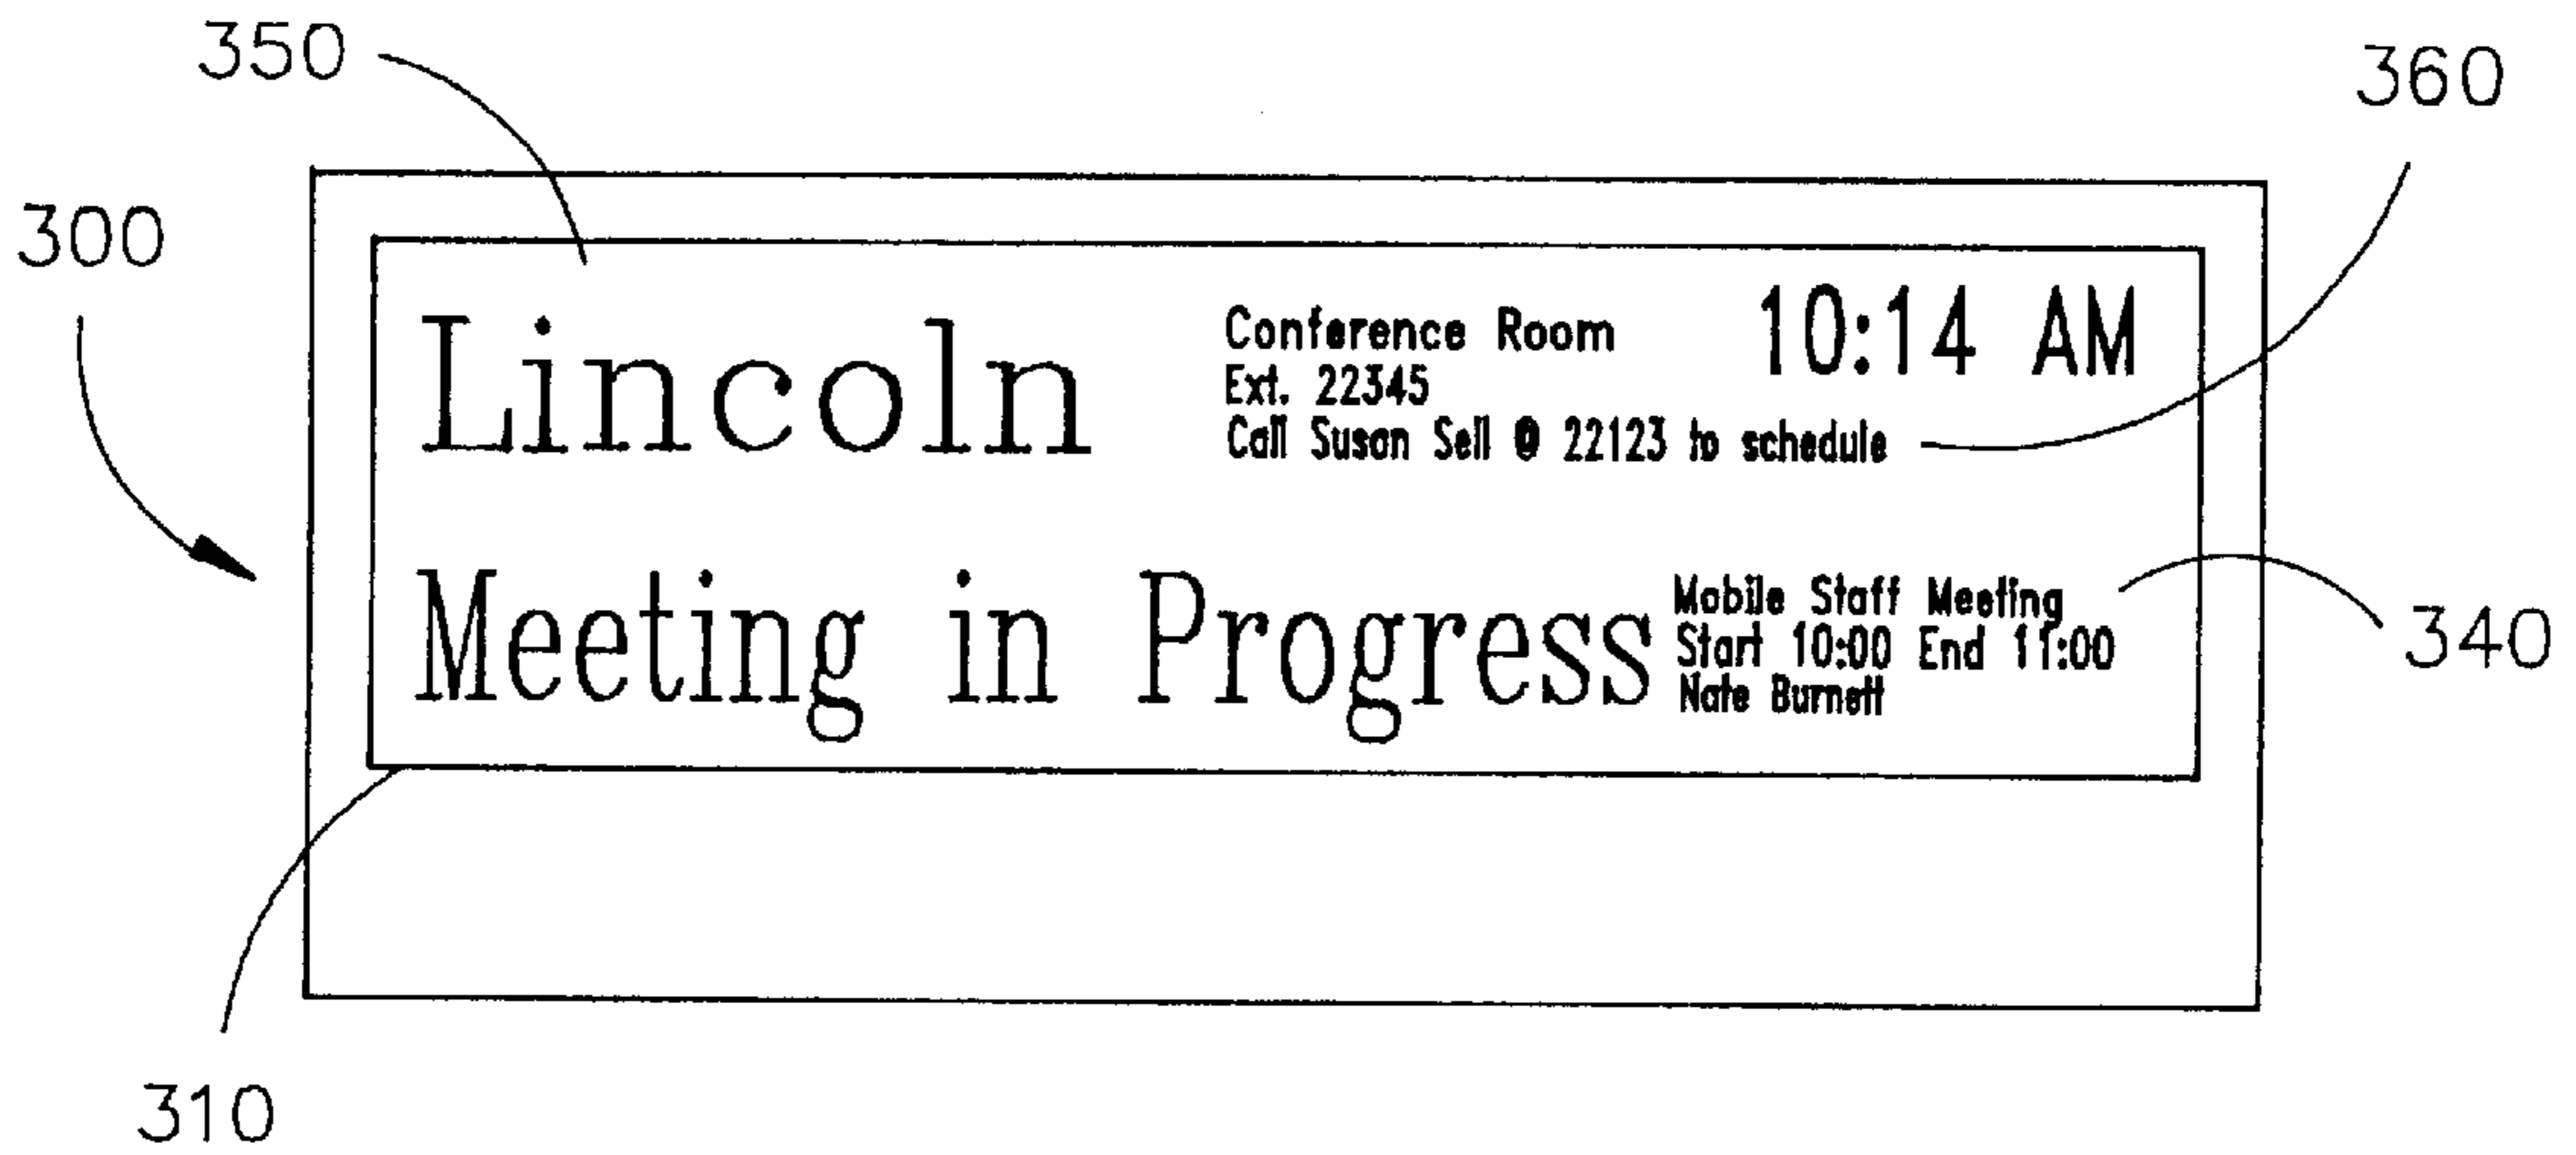 350
360
300
Lincoln
Conference Room
10:14 AM
Ext. 22345
Call Susan Sell @ 22123 to schedule
Meeting in Progress
Mobile Staff Meeting
Start 10:00 End 11:00
Nate Burnett
340
310